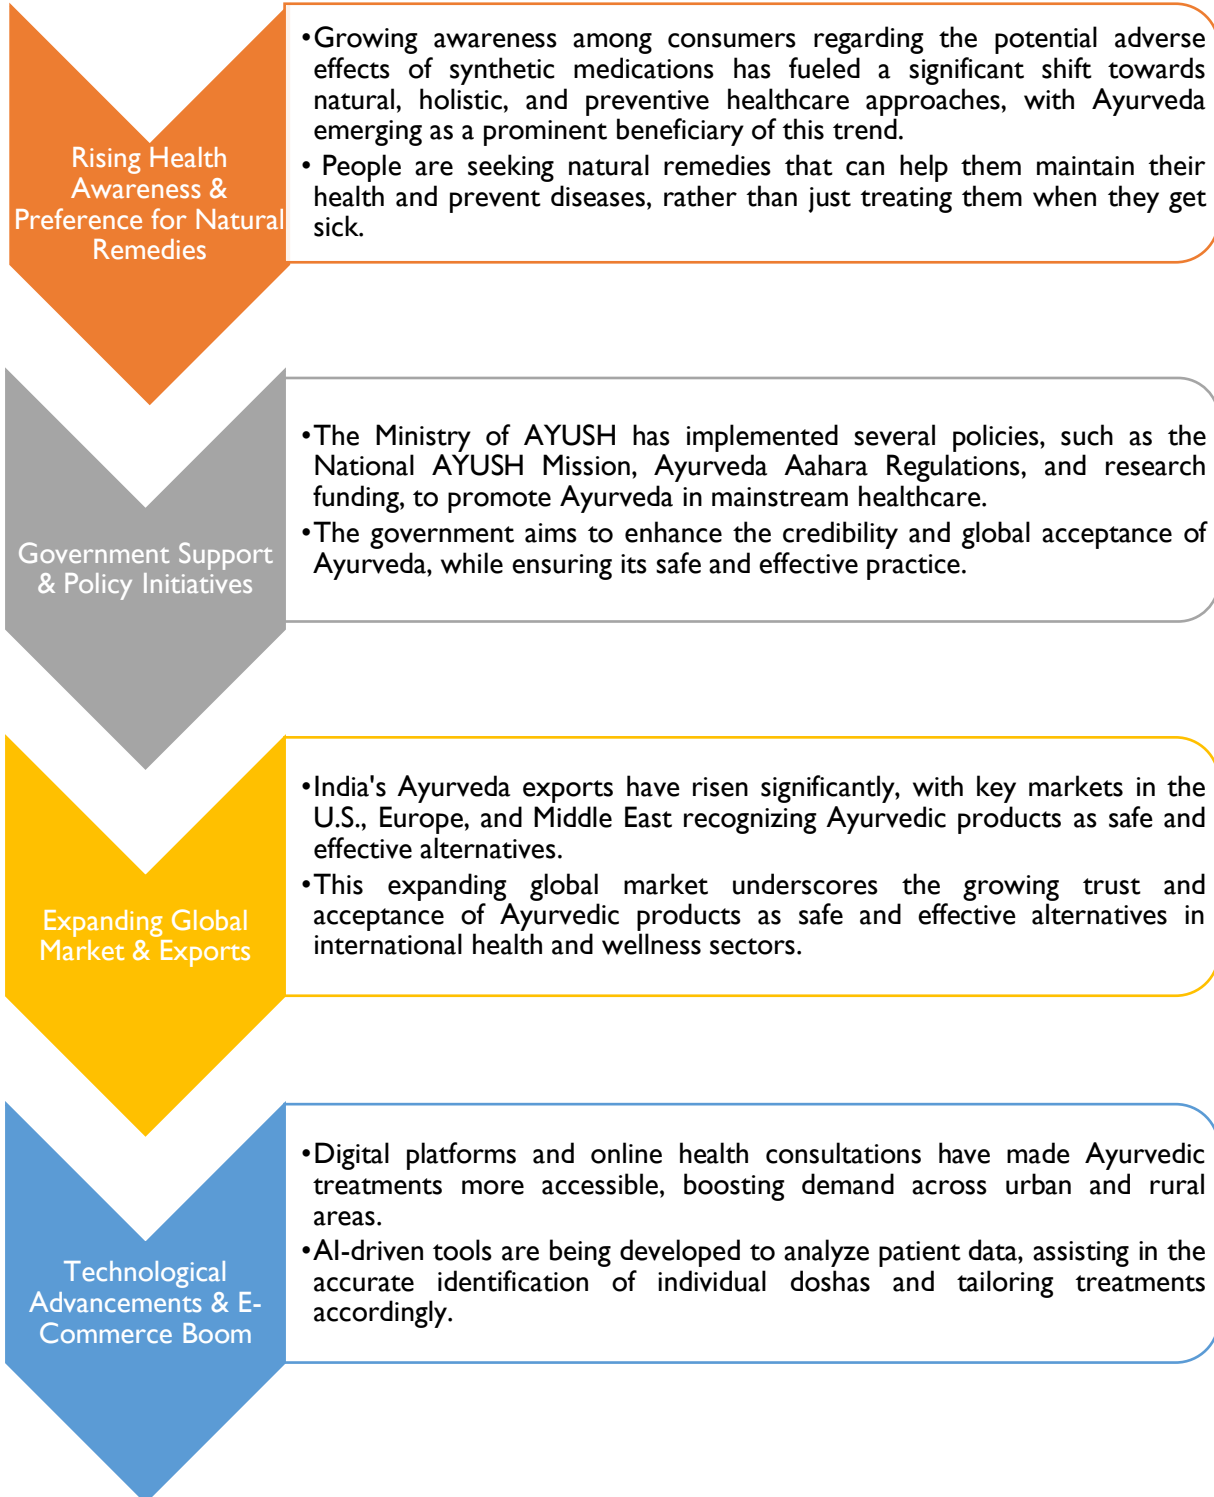 Rising Health
Awareness &
Preference for Natural
Remedies
•Growing awareness among consumers regarding the potential adverse
effects of synthetic medications has fueled a significant shift towards
natural, holistic, and preventive healthcare approaches, with Ayurveda
emerging as a prominent beneficiary of this trend.
• People are seeking natural remedies that can help them maintain their
health and prevent diseases, rather than just treating them when they get
sick.
Government Support
& Policy Initiatives
•The Ministry of AYUSH has implemented several policies, such as the
National AYUSH Mission, Ayurveda Aahara Regulations, and research
funding, to promote Ayurveda in mainstream healthcare.
•The government aims to enhance the credibility and global acceptance of
Ayurveda, while ensuring its safe and effective practice.
Expanding Global
Market & Exports
•India's Ayurveda exports have risen significantly, with key markets in the
U.S., Europe, and Middle East recognizing Ayurvedic products as safe and
effective alternatives.
•This expanding global market underscores the growing trust and
acceptance of Ayurvedic products as safe and effective alternatives in
international health and wellness sectors.
Technological
Advancements & E-
Commerce Boom
•Digital platforms and online health consultations have made Ayurvedic
treatments more accessible, boosting demand across urban and rural
areas.
•AI-driven tools are being developed to analyze patient data, assisting in the
accurate identification of individual doshas and tailoring treatments
accordingly.